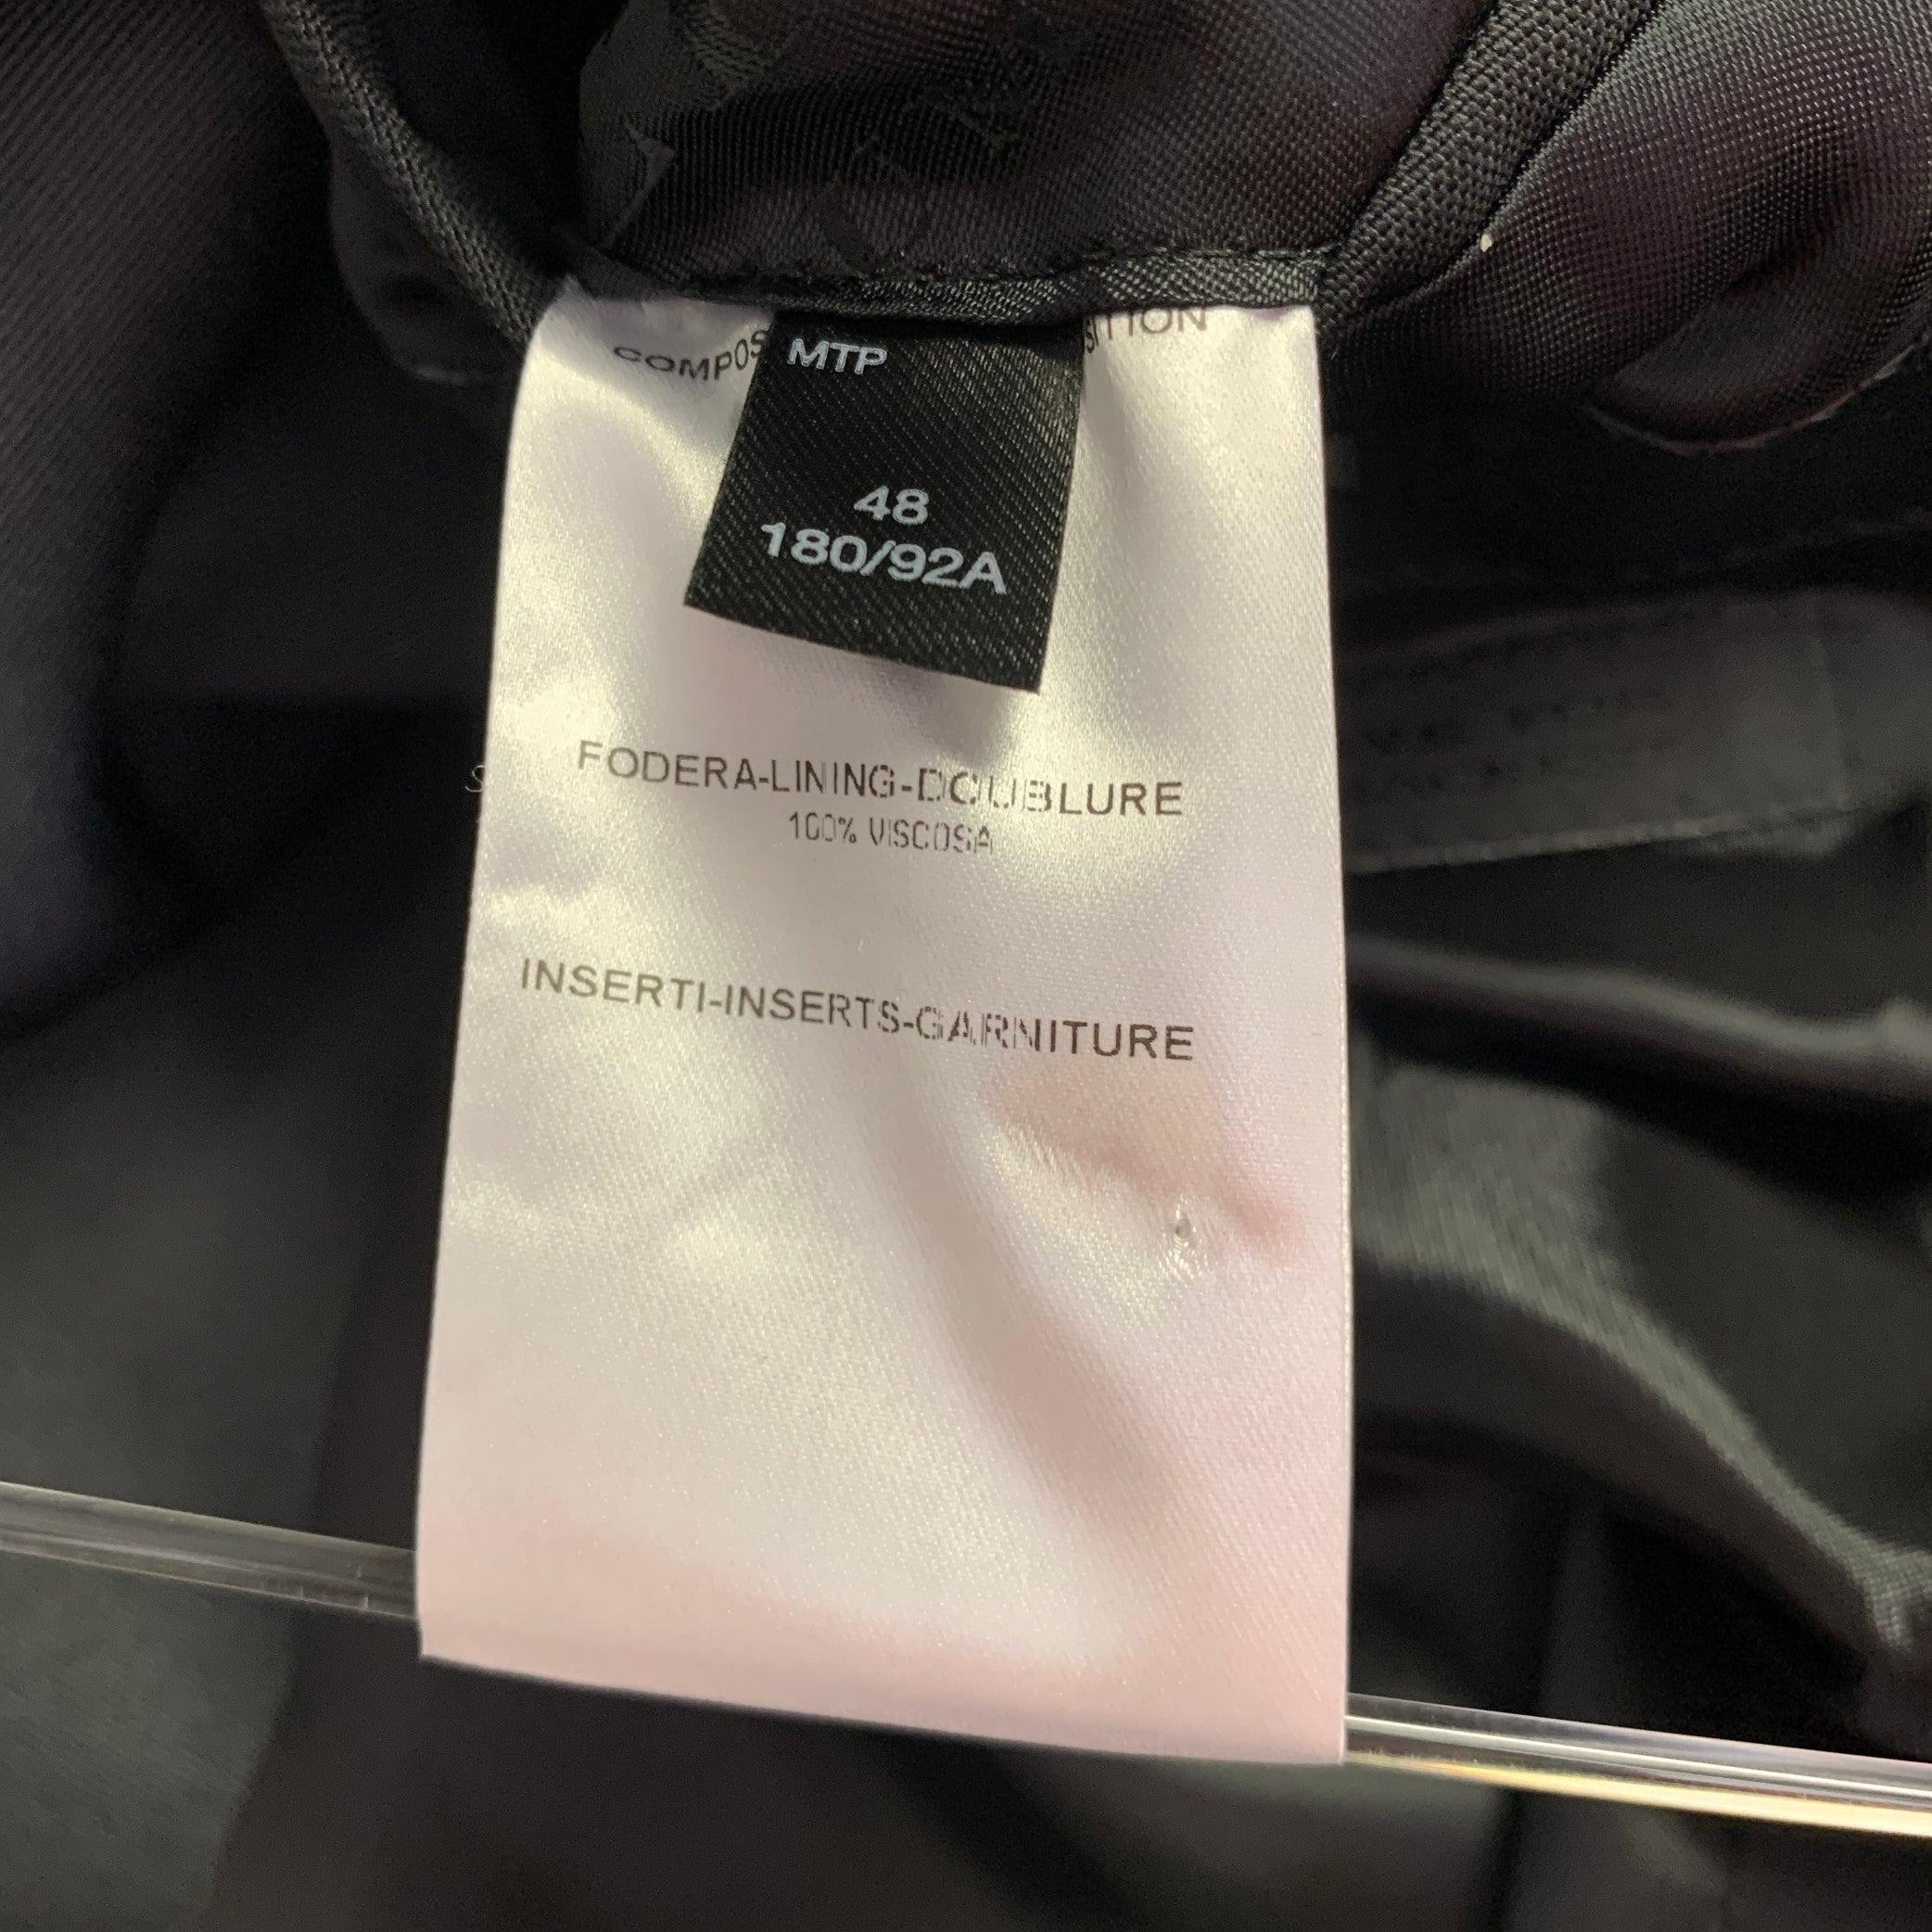 MTP
48
180/92A
FODERA-LINING-DOUBLURE
100% VISCOSA
INSERTI-INSERTS-GARNITURE